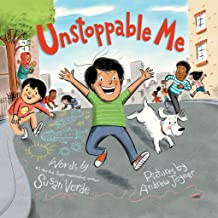 Unstoppable Me
Words by
Susan Verde
Pictures by
Andrew Joyner